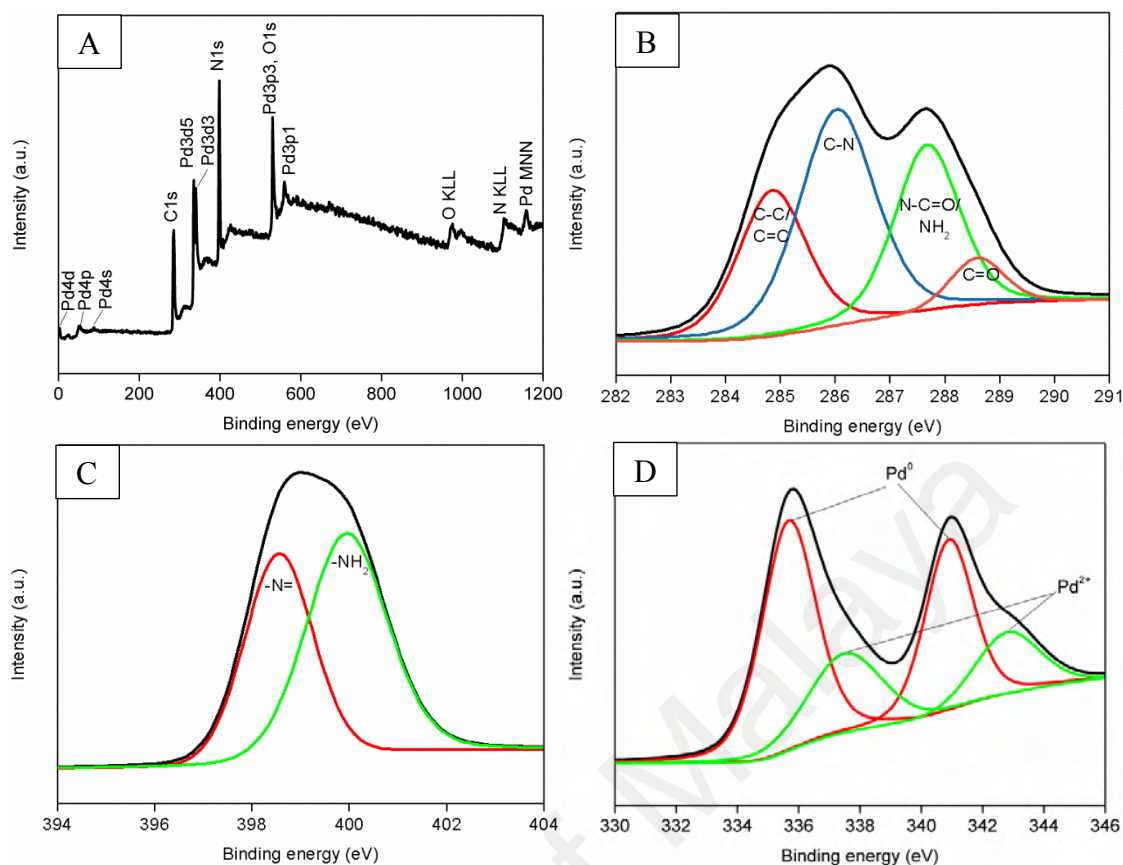 A
Intensity (a.u.)
Pd4d
Pd4p
Pd4s
C1s
Pd3d5
Pd3d3
N1s
Pd3p3, O1s
Pd3p1
O KLL
N KLL
Pd MNN
0 200 400 600 800 1000 1200
Binding energy (eV)
B
Intensity (a.u.)
C-C/
C=C
C-N
N-C=O/
NH2
C=O
282 283 284 285 286 287 288 289 290 291
Binding energy (eV)
C
Intensity (a.u.)
-N=
-NH2
394 396 398 400 402 404
Binding energy (eV)
D
Intensity (a.u.)
Pd⁰
Pd²⁺
330 332 334 336 338 340 342 344 346
Binding energy (eV)
of Malaya